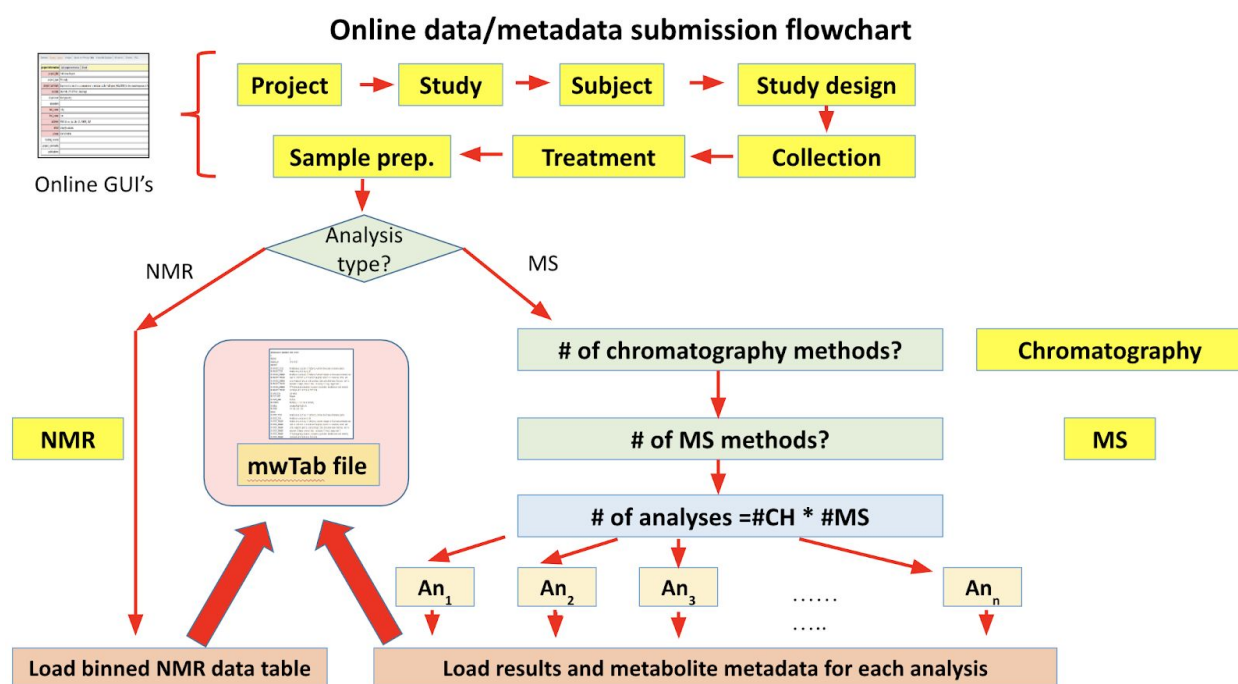 Online data/metadata submission flowchart
Project
Study
Subject
Study design
Sample prep.
Treatment
Collection
Online GUI's
Analysis
type?
NMR
MS
# of chromatography methods?
Chromatography
NMR
# of MS methods?
MS
mwTab file
# of analyses =#CH * #MS
An1
An2
An3
......
Ann
.....
Load binned NMR data table
Load results and metabolite metadata for each analysis